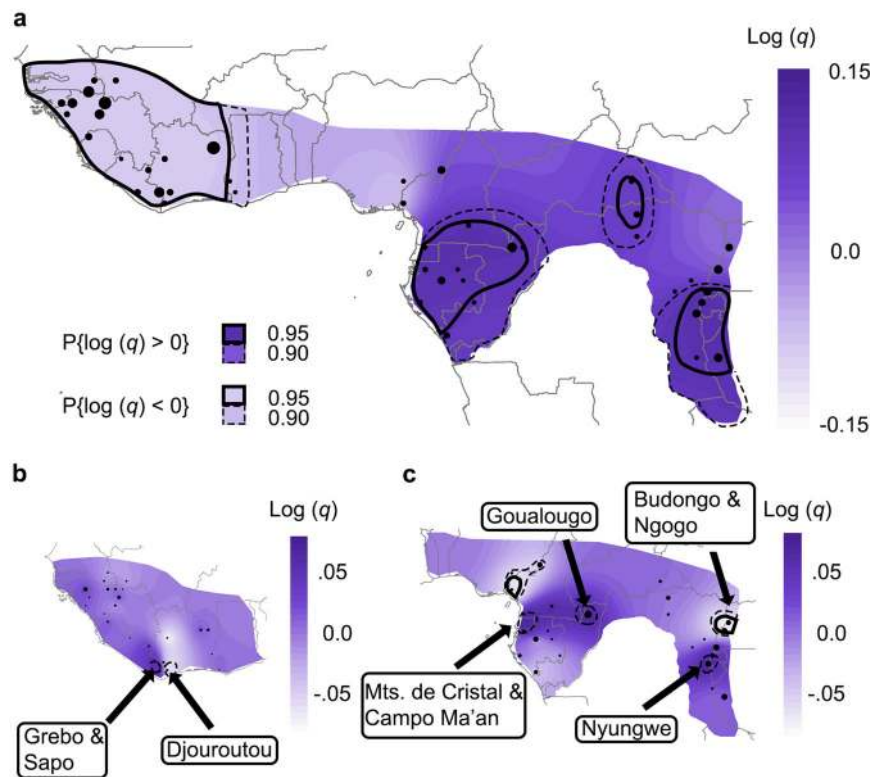 a
Log (q)
0.15
0.0
-0.15
P{log (q) > 0}
0.95
0.90
P{log (q) < 0}
0.95
0.90
b
Log (q)
.05
0.0
-.05
Grebo &
Sapo
Djouroutou
c
Goualougo
Budongo &
Ngogo
Log (q)
.05
0.0
-.05
Mts. de Cristal &
Campo Ma'an
Nyungwe